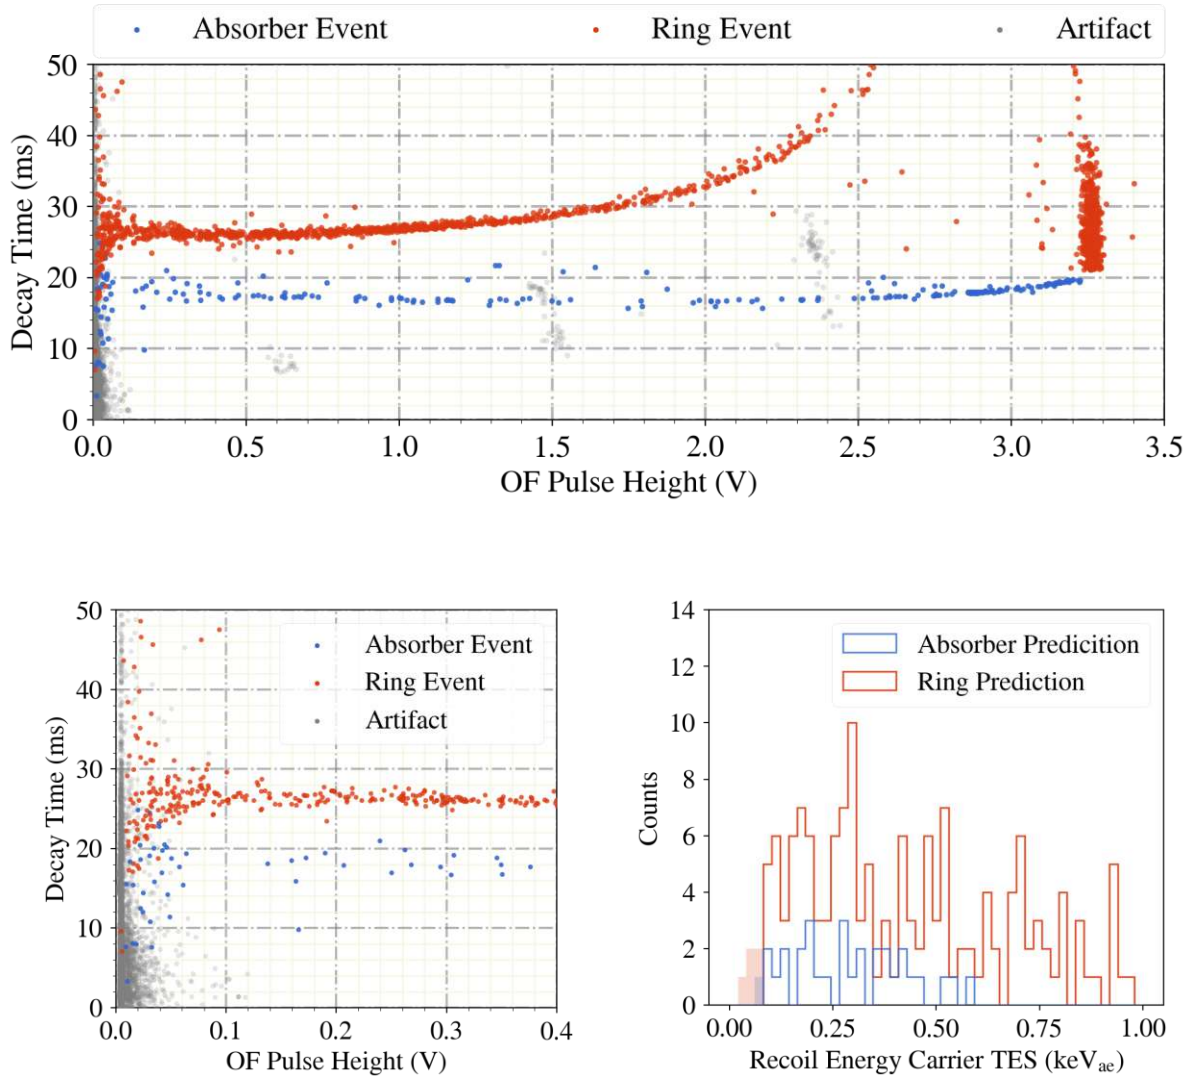 Absorber Event Ring Event Artifact
50
40
30
20
10
0
Decay Time (ms)
0.0 0.5 1.0 1.5 2.0 2.5 3.0 3.5
OF Pulse Height (V)
50
40
30
20
10
0
Decay Time (ms)
Absorber Event
Ring Event
Artifact
0.0 0.1 0.2 0.3 0.4
OF Pulse Height (V)
14
12
10
8
6
4
2
0
Counts
Absorber Predicition
Ring Prediction
0.00 0.25 0.50 0.75 1.00
Recoil Energy Carrier TES (keVae)